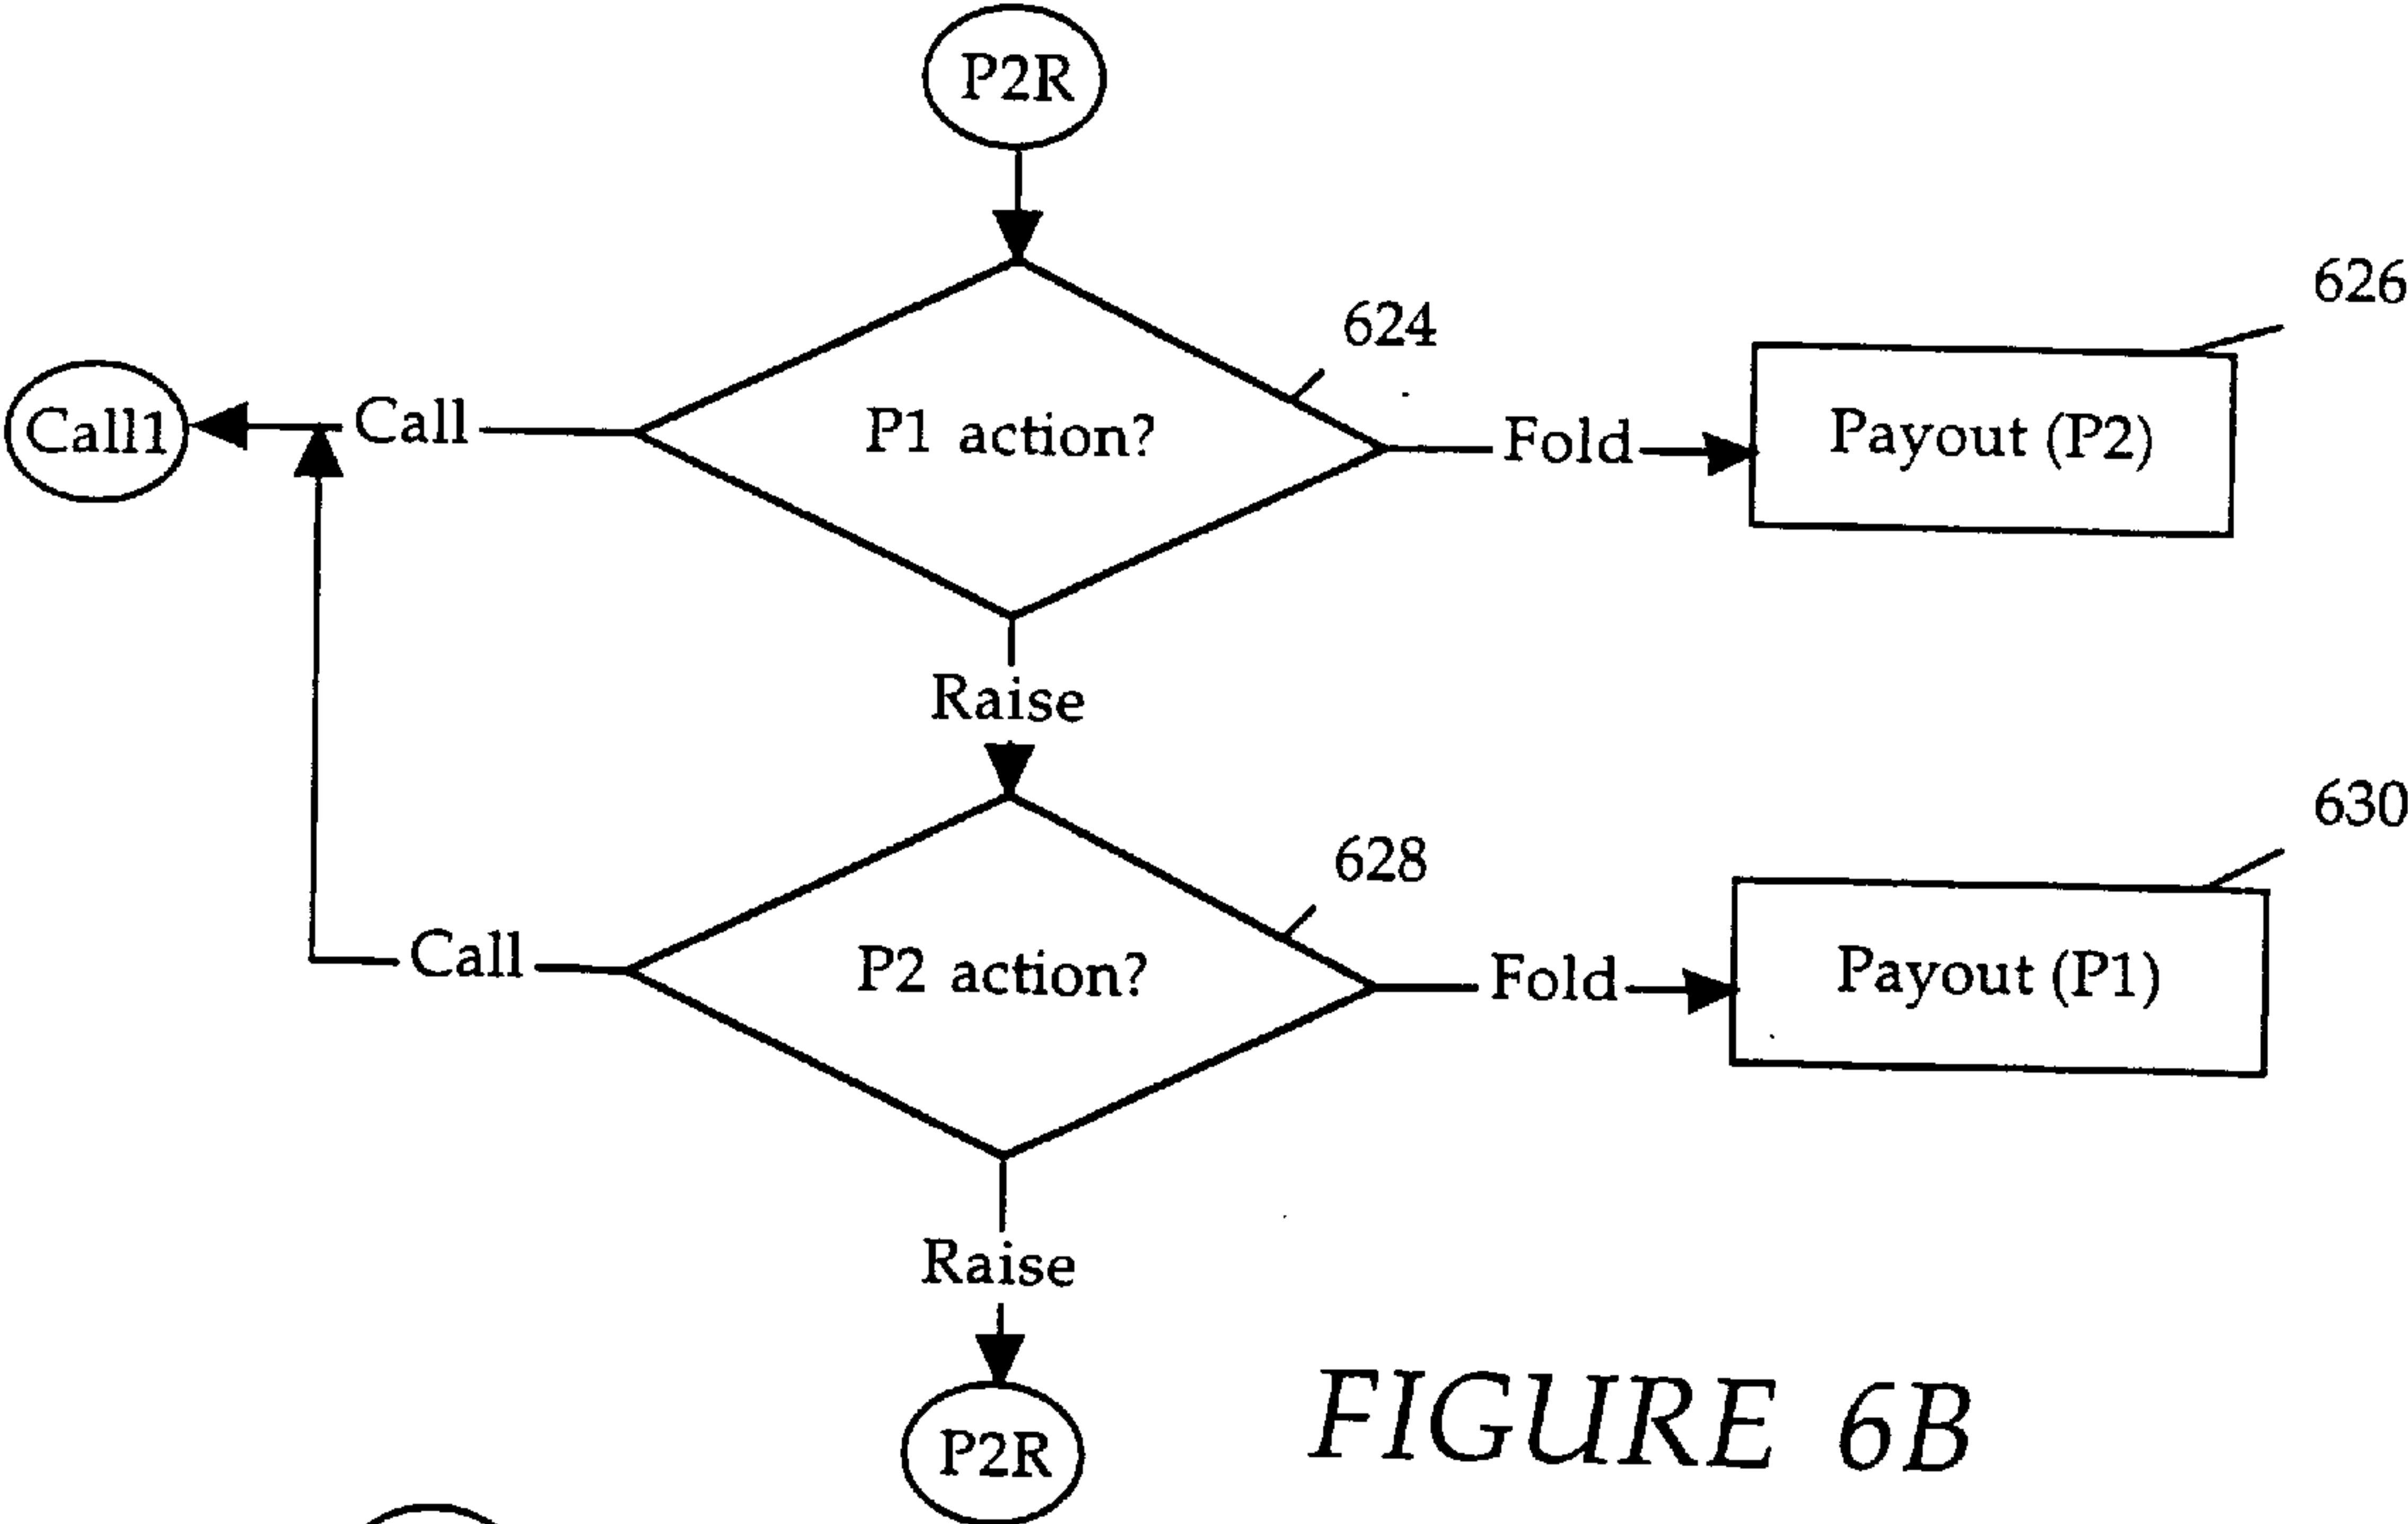 P2R
624
626
Call1
Call
P1 action?
Fold
Payout (P2)
Raise
628
630
Call
P2 action?
Fold
Payout (P1)
Raise
P2R
FIGURE 6B